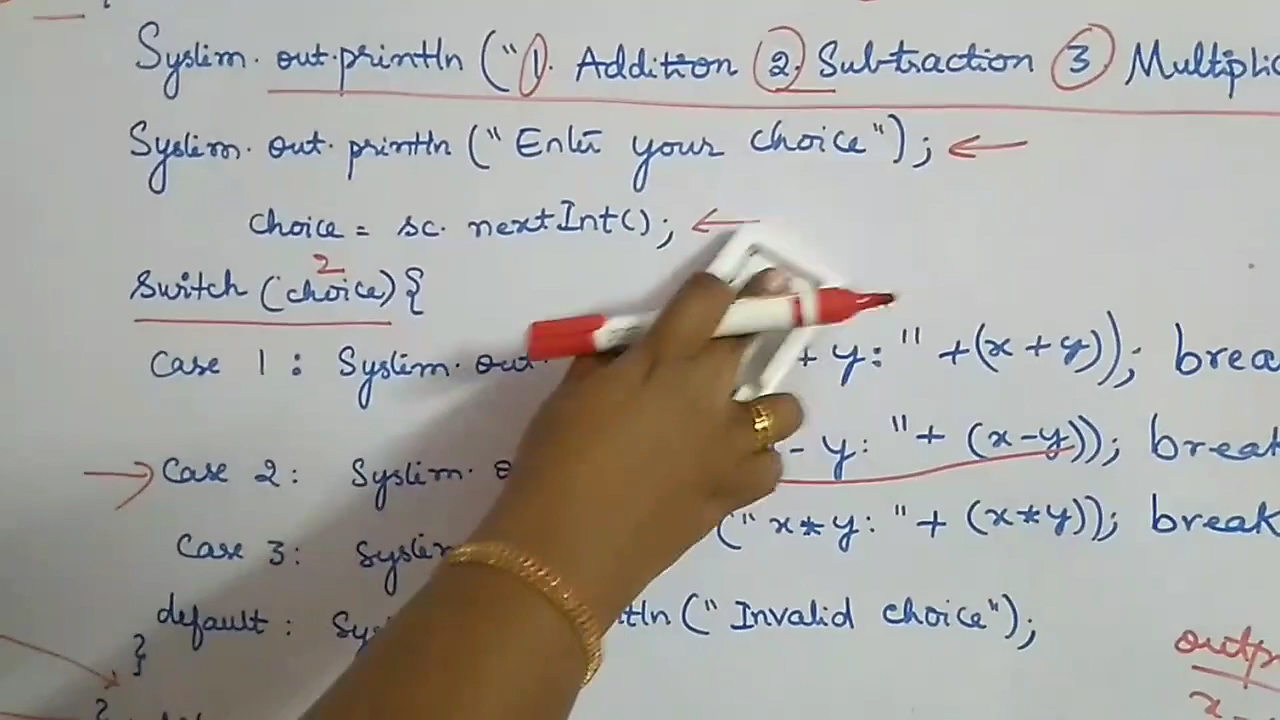 System.out.println("1. Addition 2. Subtraction 3 Multiplic
System.out.println("Enter your choice"); ←
choice = sc.nextInt(); ←
2
switch (choice) {
case 1: System.out + y: " + (x + y)); brea
→ case 2: System. - y: "+ (x-y)); break
case 3: System ("x*y: "+ (x*y)); break
default: Sys tln("Invalid choice");
}
outp
x
}